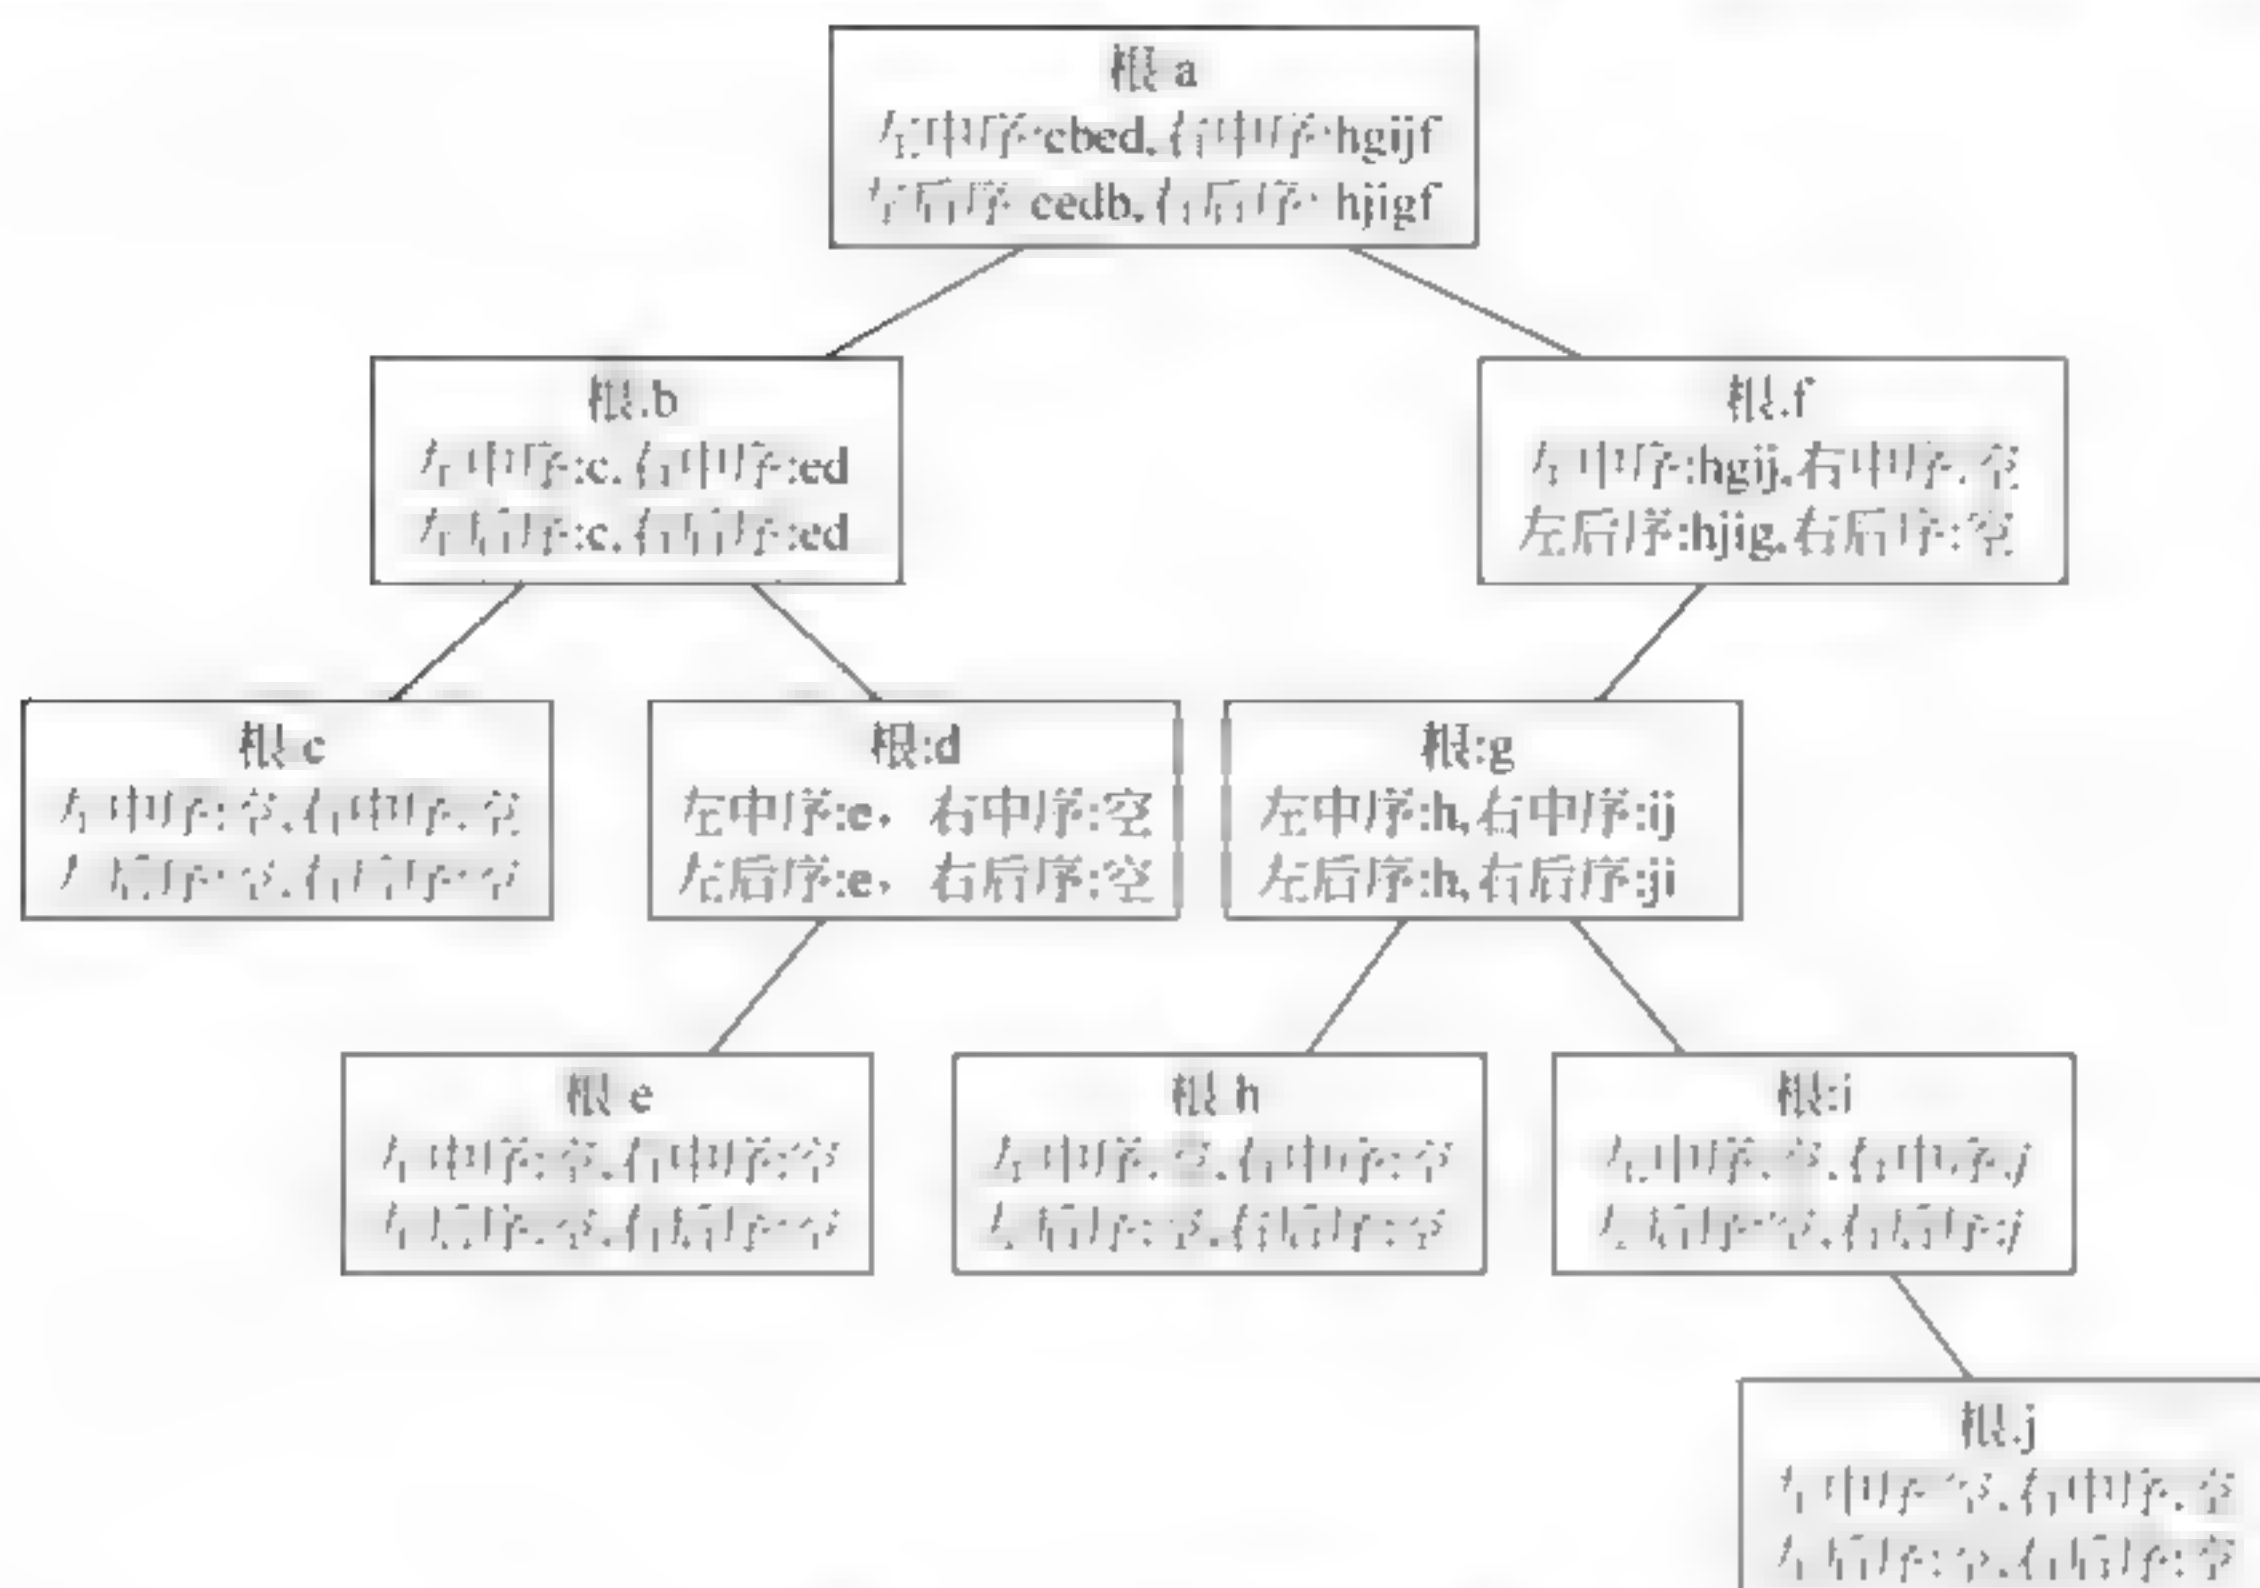 根 a
左中序:cbed,右中序:hgijf
左后序 cedb,右后序: hjigf
根.b
左中序:c,右中序:ed
左后序:c,右后序:ed
根.f
左中序:hgij,右中序:空
左后序:hjig,右后序:空
根 c
左中序:空,右中序:空
左后序:空,右后序:空
根:d
左中序:e, 右中序:空
左后序:e, 右后序:空
根:g
左中序:h,右中序:ij
左后序:h,右后序:ji
根 e
左中序:空,右中序:空
左后序:空,右后序:空
根 h
左中序:空,右中序:空
左后序:空,右后序:空
根:i
左中序:空,右中序:j
左后序:空,右后序:j
根.j
左中序:空,右中序:空
左后序:空,右后序:空